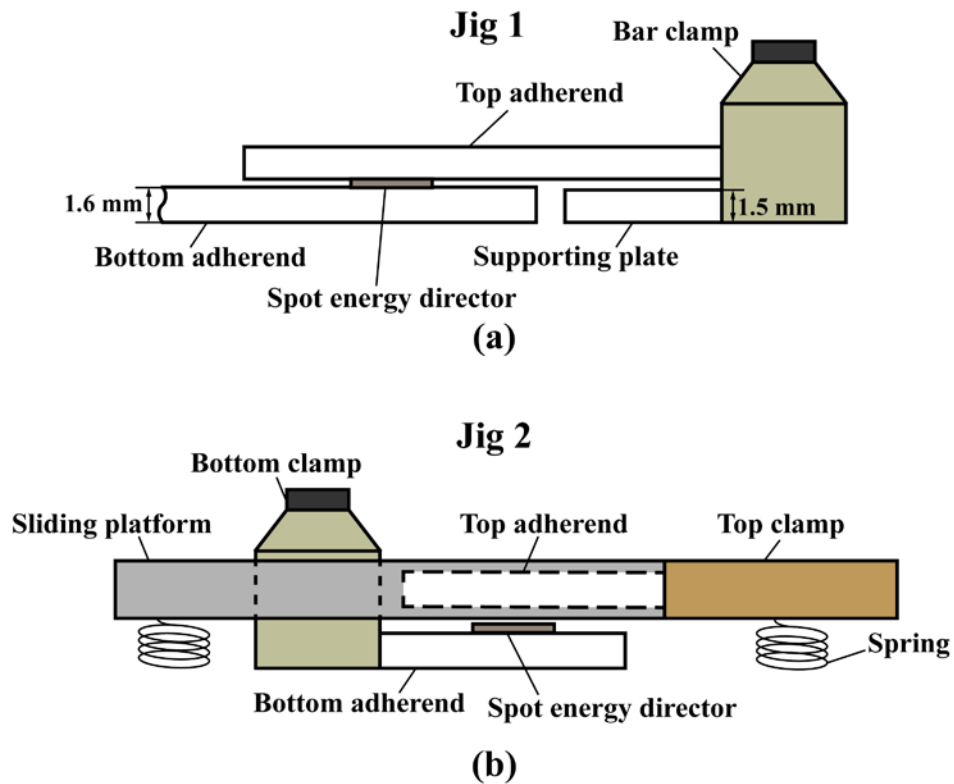 Jig 1
Bar clamp
Top adherend
1.6 mm
1.5 mm
Bottom adherend
Supporting plate
Spot energy director
(a)
Jig 2
Bottom clamp
Sliding platform
Top adherend
Top clamp
Spring
Bottom adherend
Spot energy director
(b)